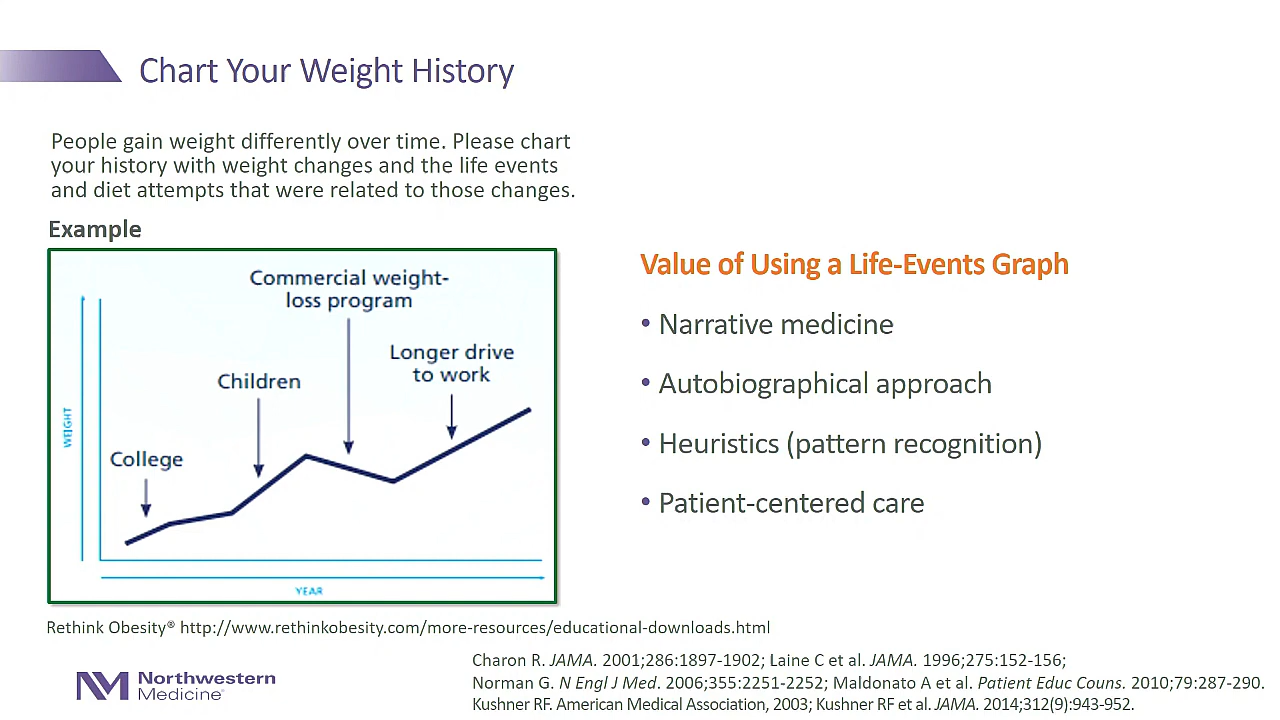 Chart Your Weight History
People gain weight differently over time. Please chart
your history with weight changes and the life events
and diet attempts that were related to those changes.
Example
Commercial weight-
loss program
Longer drive
to work
Children
College
WEIGHT
YEAR
Value of Using a Life-Events Graph
• Narrative medicine
• Autobiographical approach
• Heuristics (pattern recognition)
• Patient-centered care
Rethink Obesity® http://www.rethinkobesity.com/more-resources/educational-downloads.html
Northwestern
Medicine®
Charon R. JAMA. 2001;286:1897-1902; Laine C et al. JAMA. 1996;275:152-156;
Norman G. N Engl J Med. 2006;355:2251-2252; Maldonato A et al. Patient Educ Couns. 2010;79:287-290.
Kushner RF. American Medical Association, 2003; Kushner RF et al. JAMA. 2014;312(9):943-952.